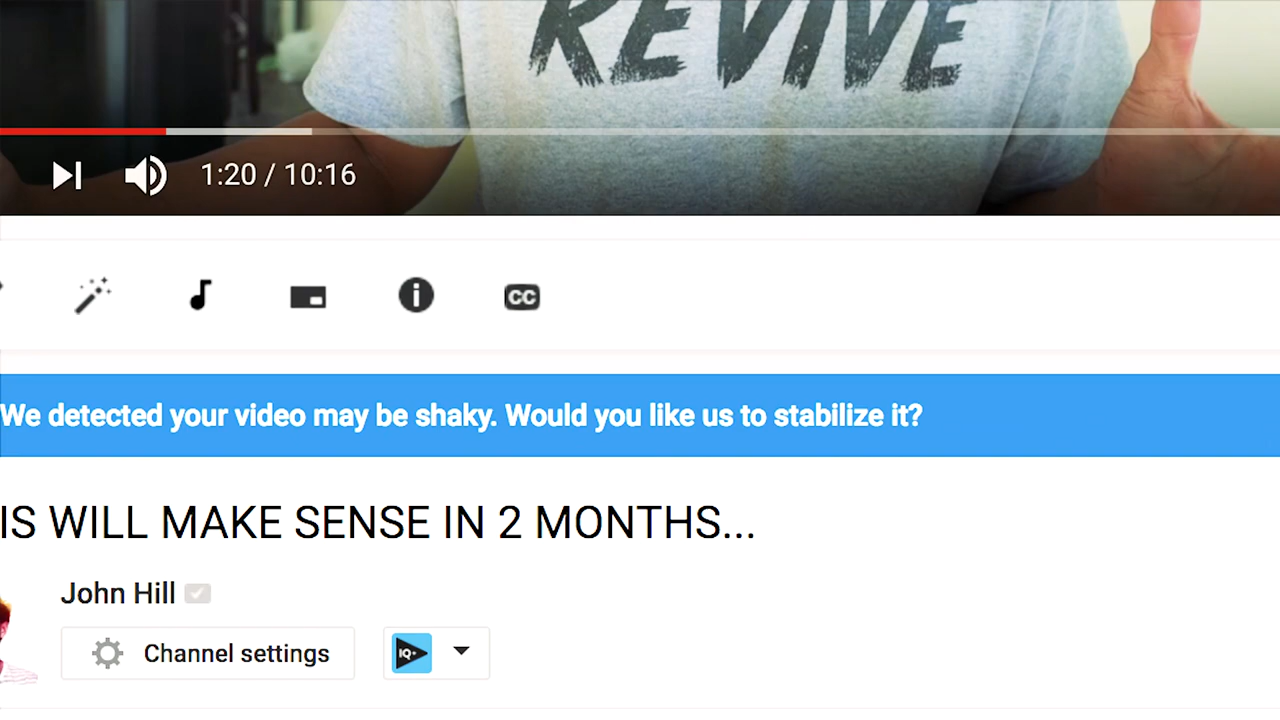 REVIVE
1:20 / 10:16
i
CC
We detected your video may be shaky. Would you like us to stabilize it?
IS WILL MAKE SENSE IN 2 MONTHS...
John Hill
Channel settings
IQ+